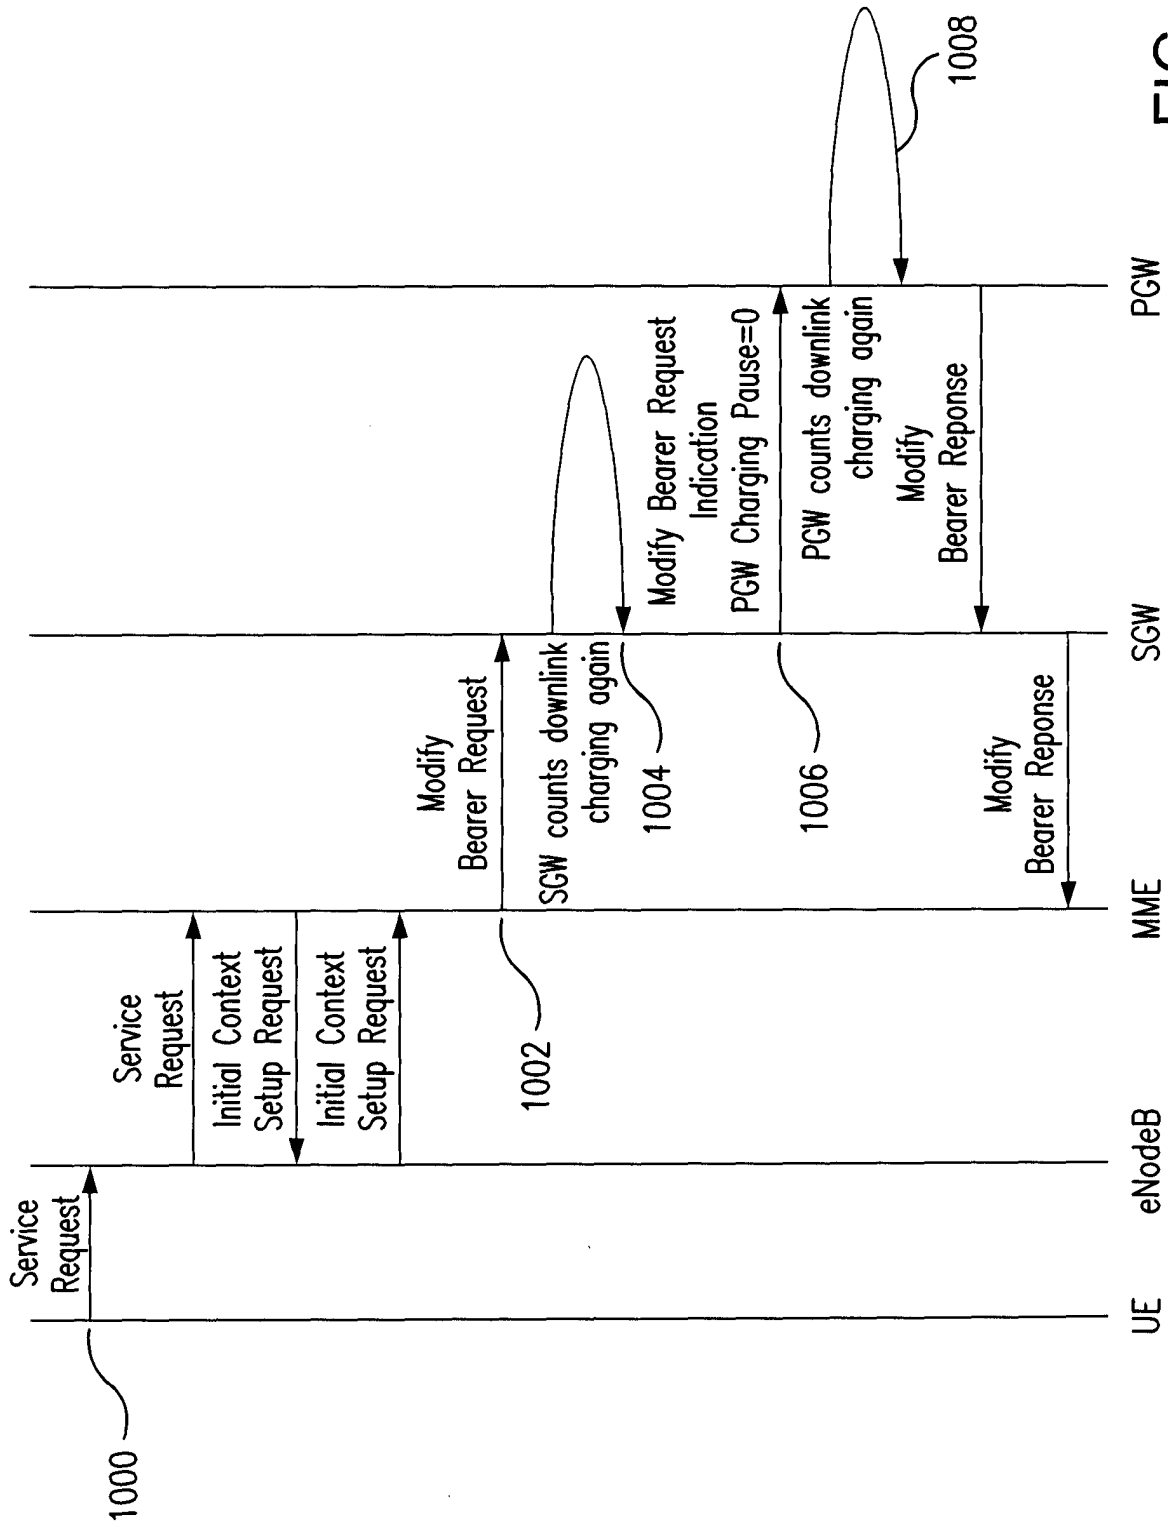 1000
Service
Request
Service
Request
Initial Context
Setup Request
Initial Context
Setup Request
1002
Modify
Bearer Request
SGW counts downlink
charging again
1004
Modify Bearer Request
Indication
PGW Charging Pause=0
1006
PGW counts downlink
charging again
1008
Modify
Bearer Reponse
Modify
Bearer Reponse
UE
eNodeB
MME
SGW
PGW